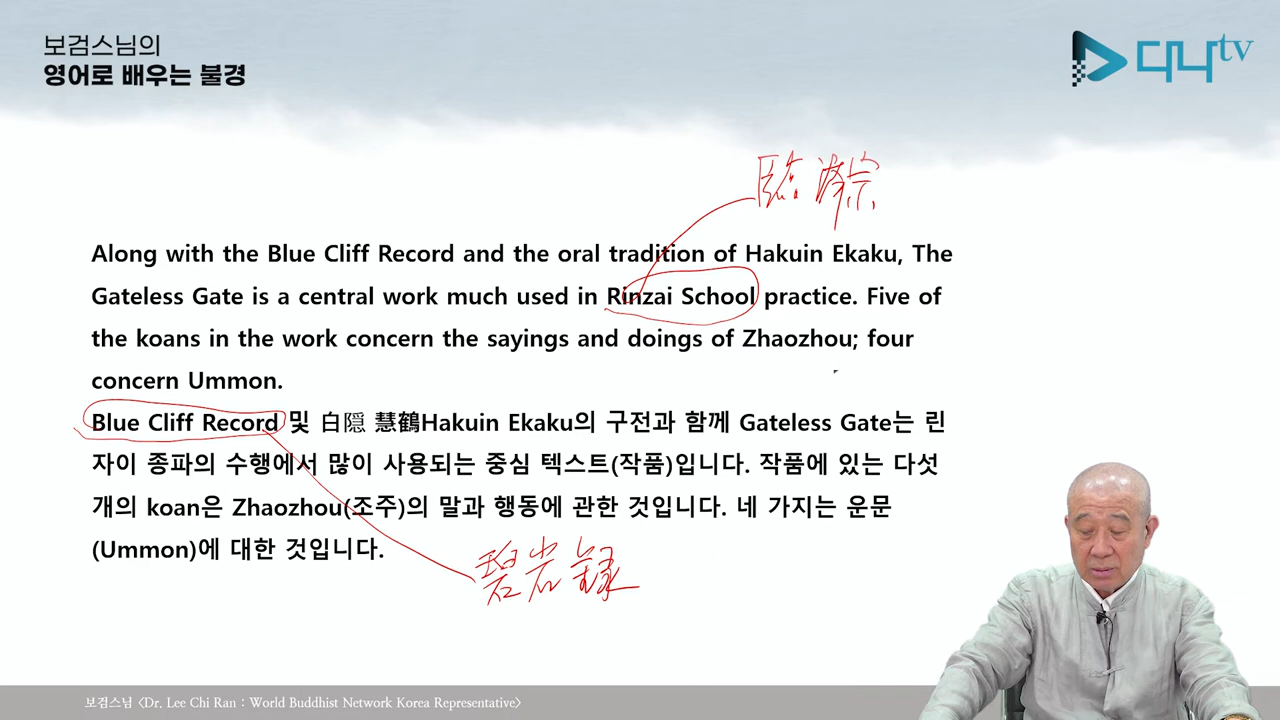 보검스님의
영어로 배우는 불경
디나tv
臨濟宗
Along with the Blue Cliff Record and the oral tradition of Hakuin Ekaku, The
Gateless Gate is a central work much used in Rinzai School practice. Five of
the koans in the work concern the sayings and doings of Zhaozhou; four
concern Ummon.
Blue Cliff Record 및 白隠 慧鶴Hakuin Ekaku의 구전과 함께 Gateless Gate는 린
자이 종파의 수행에서 많이 사용되는 중심 텍스트(작품)입니다. 작품에 있는 다섯
개의 koan은 Zhaozhou(조주)의 말과 행동에 관한 것입니다. 네 가지는 운문
(Ummon)에 대한 것입니다.
碧岩録
보검스님 <Dr. Lee Chi Ran : World Buddhist Network Korea Representative>